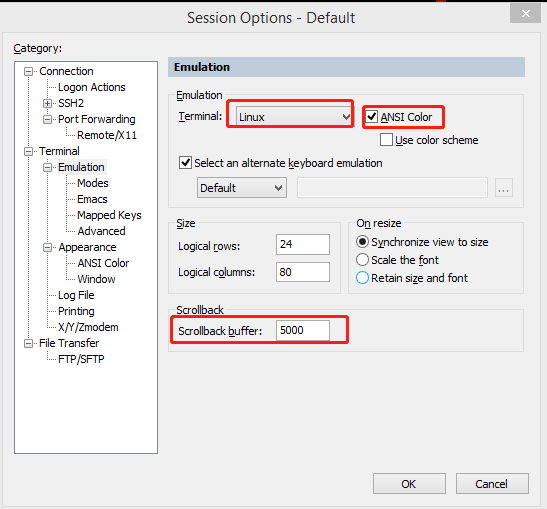 Session Options - Default
Category:
Connection
Logon Actions
SSH2
Port Forwarding
Remote/X11
Terminal
Emulation
Modes
Emacs
Mapped Keys
Advanced
Appearance
ANSI Color
Window
Log File
Printing
X/Y/Zmodem
File Transfer
FTP/SFTP
Emulation
Emulation
Terminal: Linux ANSI Color
Use color scheme
Select an alternate keyboard emulation
Default ...
Size
Logical rows: 24
Logical columns: 80
On resize
Synchronize view to size
Scale the font
Retain size and font
Scrollback
Scrollback buffer: 5000
OK Cancel